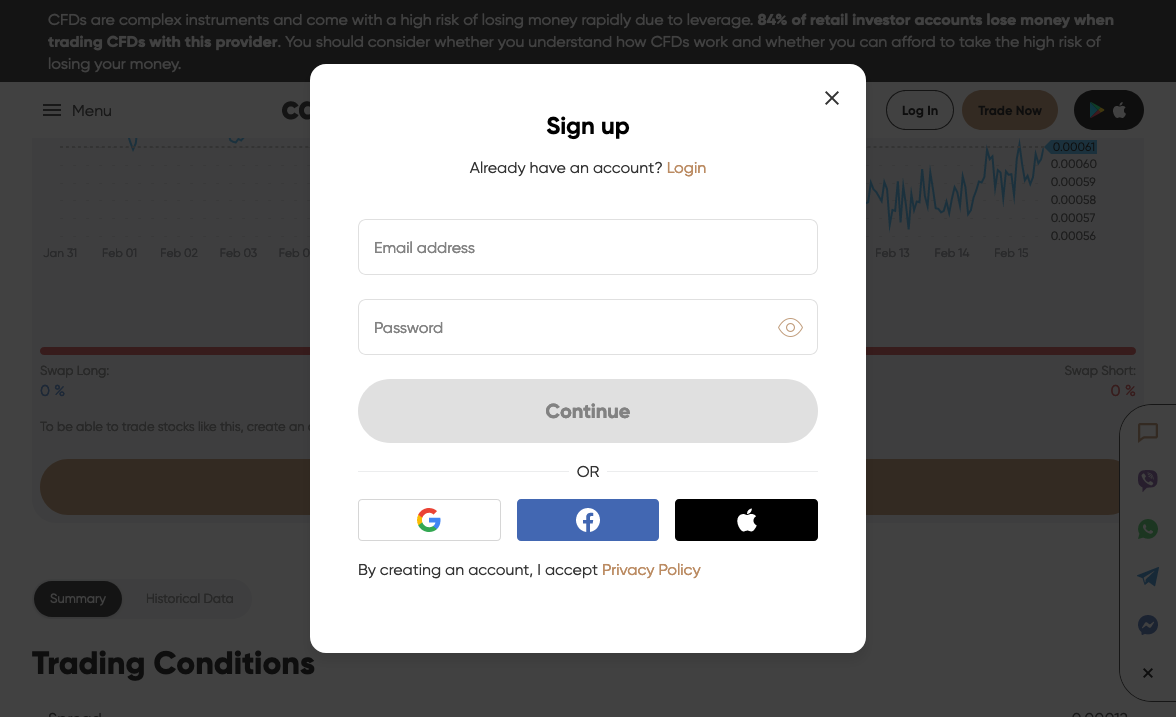 CFDs are complex instruments and come with a high risk of losing money rapidly due to leverage. 84% of retail investor accounts lose money when
trading CFDs with this provider. You should consider whether you understand how CFDs work and whether you can afford to take the high risk of
losing your money.
Menu
Log In
Trade Now
Sign up
Already have an account? Login
0.00061
0.00060
0.00059
0.00058
0.00057
0.00056
Jan 31 Feb 01 Feb 02 Feb 03 Feb 13 Feb 14 Feb 15
Email address
Password
Swap Long: Swap Short:
0 % 0 %
Continue
To be able to trade stocks like this, create an
OR
By creating an account, I accept Privacy Policy
Summary Historical Data
Trading Conditions
Spread 0.00012